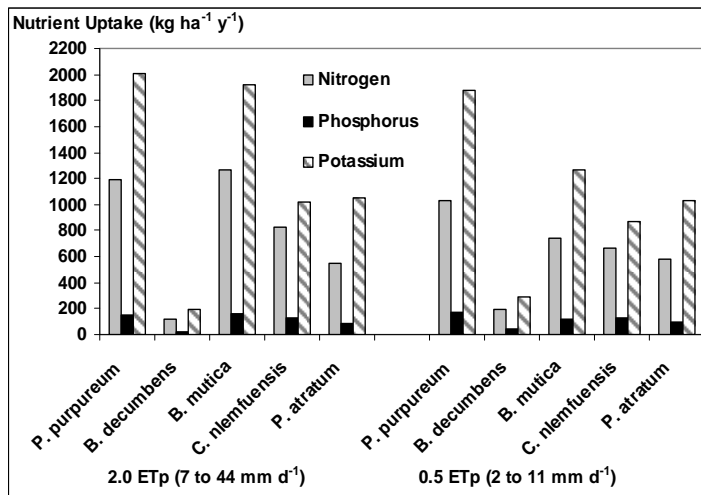 Nutrient Uptake (kg ha⁻¹ y⁻¹)
2200
2000
1800
1600
1400
1200
1000
800
600
400
200
0
Nitrogen
Phosphorus
Potassium
P. purpureum
B. decumbens
B. mutica
C. nlemfuensis
P. atratum
P. purpureum
B. decumbens
B. mutica
C. nlemfuensis
P. atratum
2.0 ETp (7 to 44 mm d⁻¹)
0.5 ETp (2 to 11 mm d⁻¹)